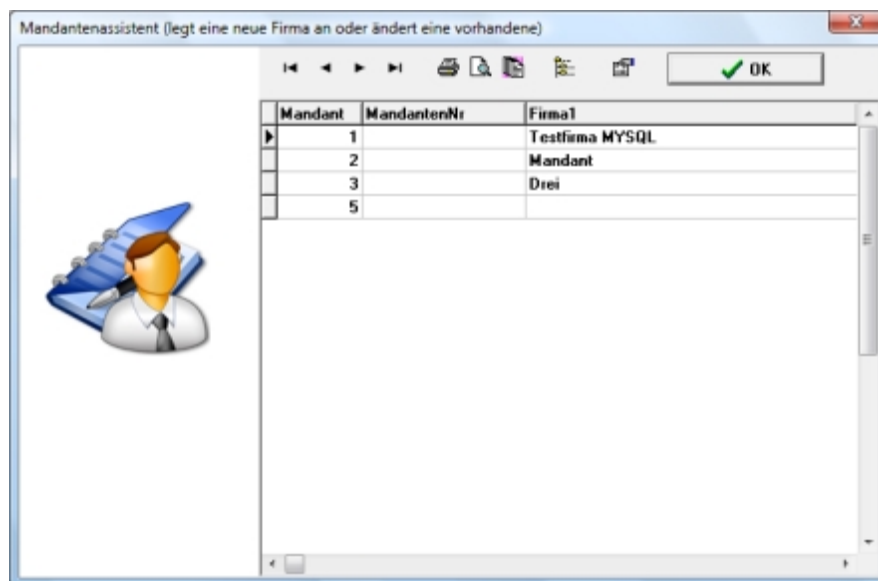 Mandantenassistent (legt eine neue Firma an oder ändert eine vorhandene)
OK
Mandant MandantenNr Firma1
1 Testfirma MYSQL
2 Mandant
3 Drei
5